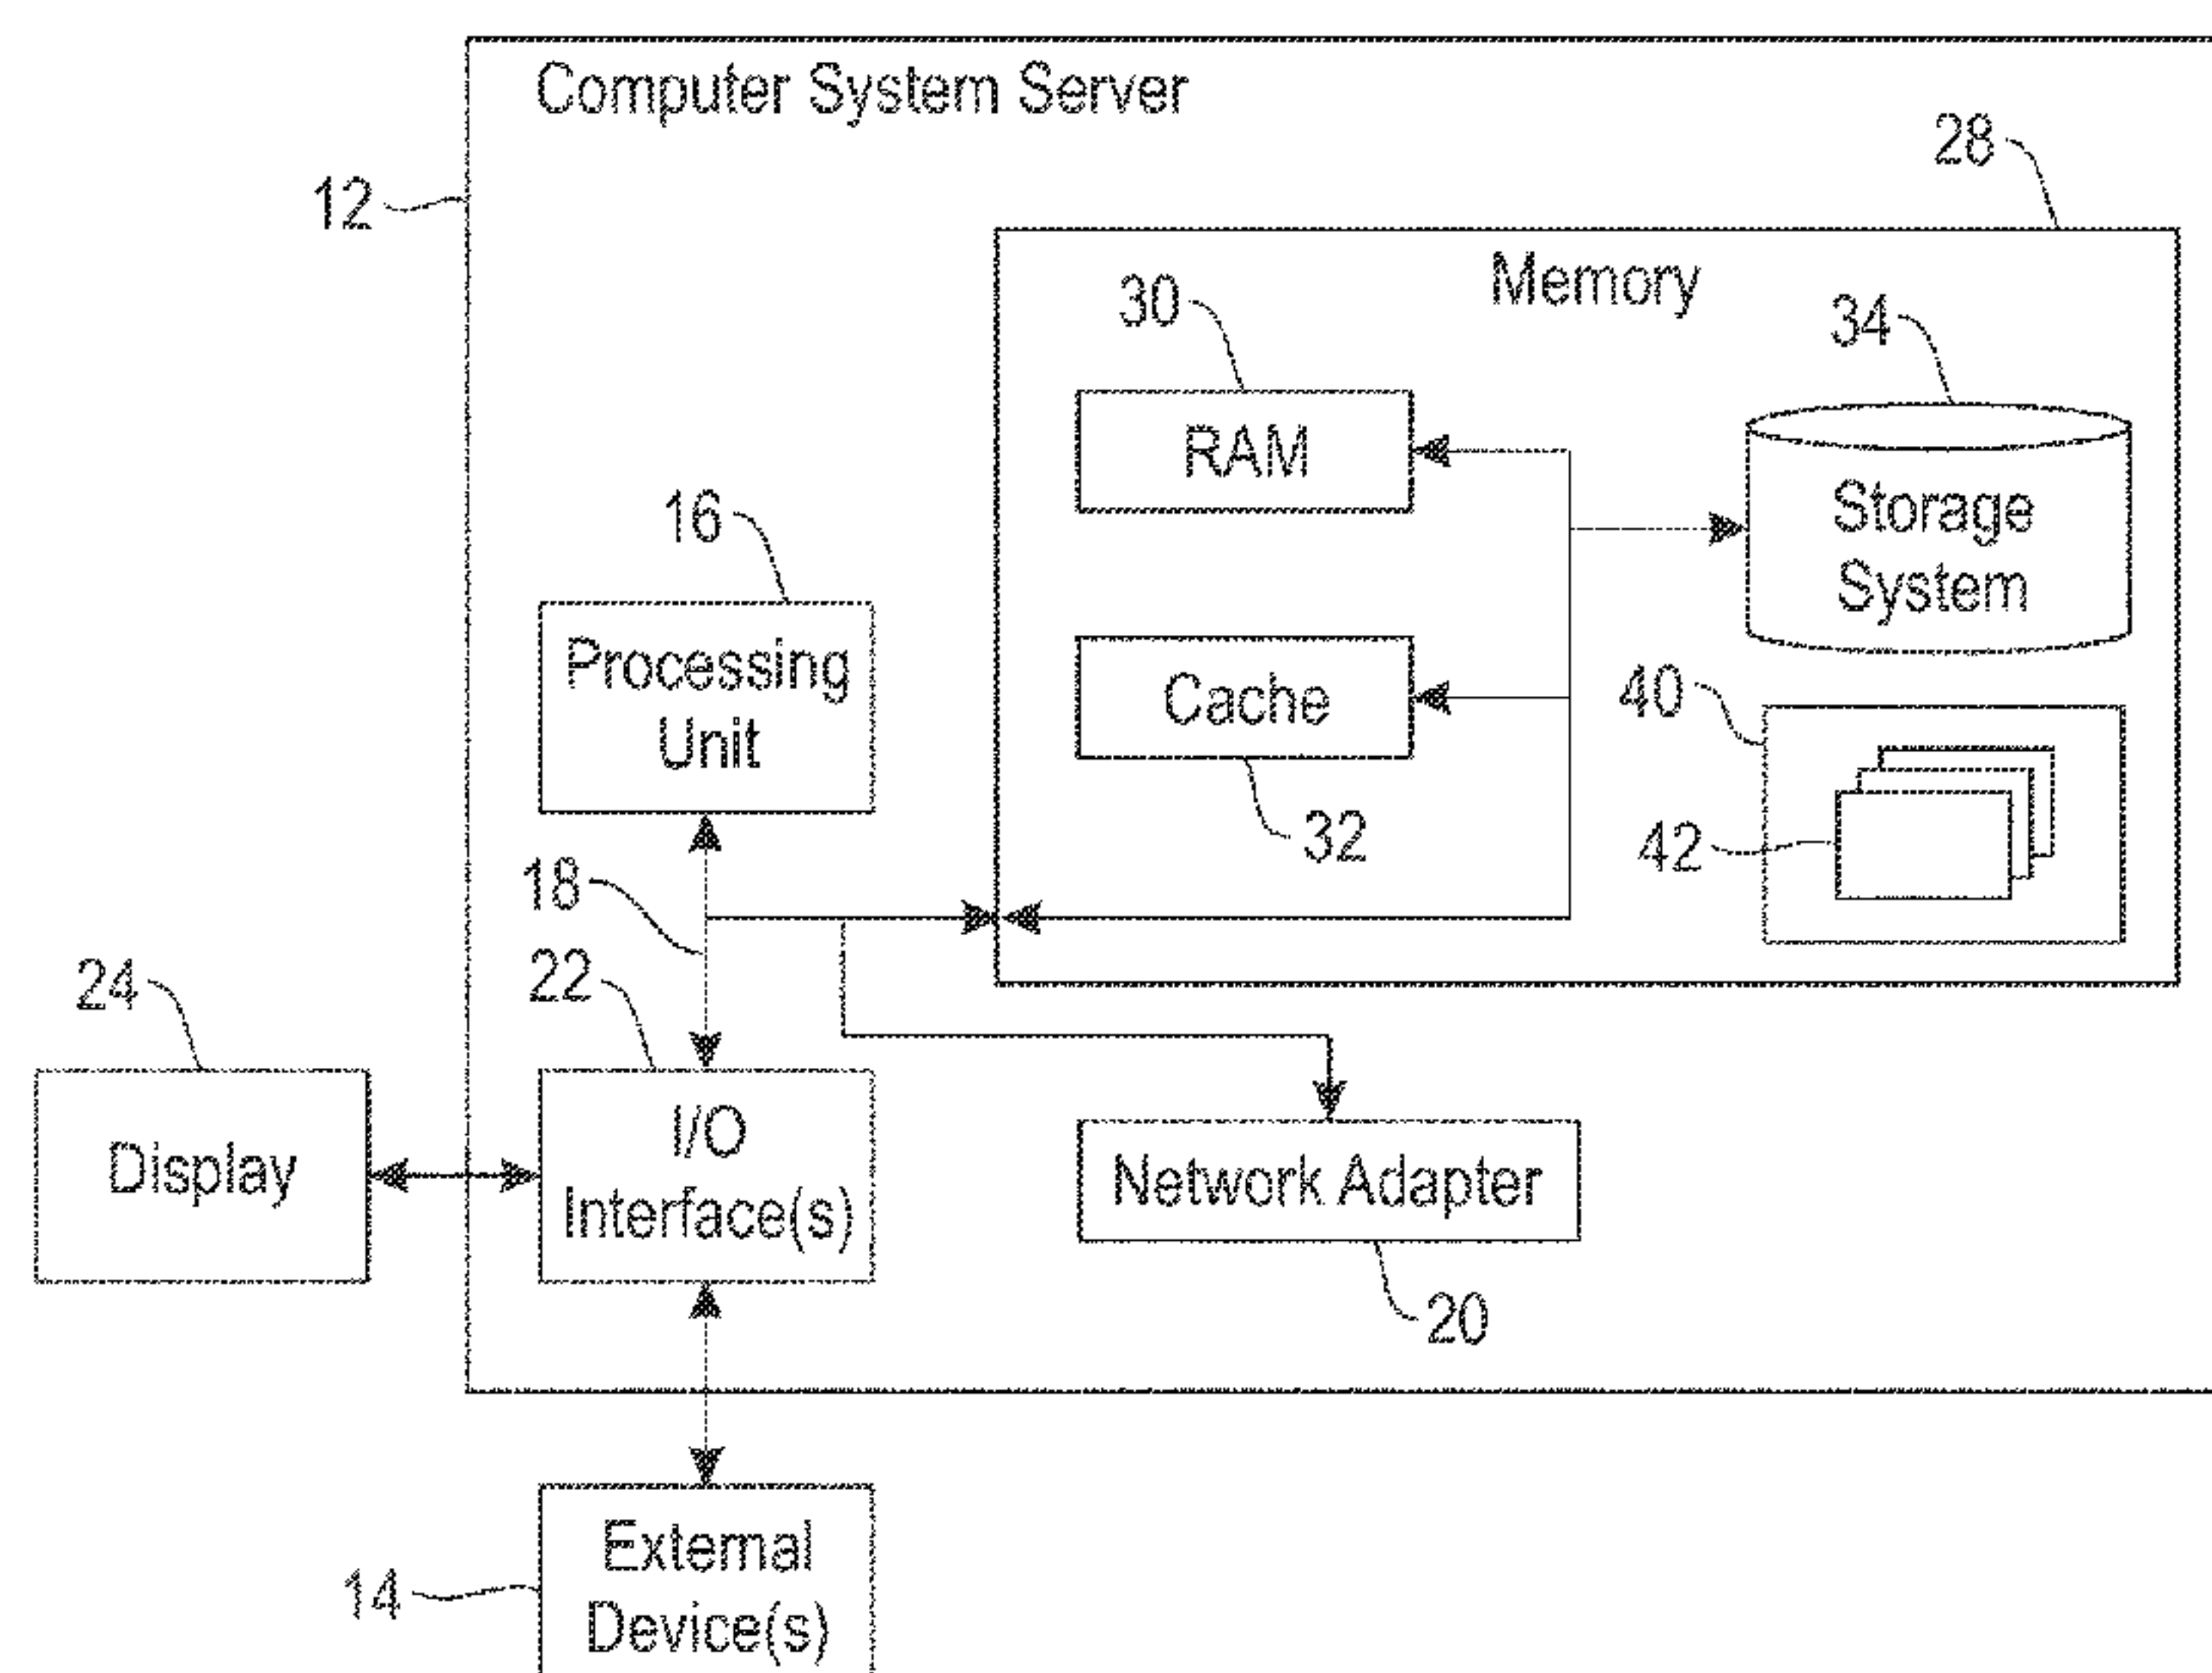 Computer System Server
28
12
Memory
30
34
RAM
16
Storage
System
Processing
Unit
40
Cache
42
32
18
22
24
I/O
Interface(s)
Display
Network Adapter
20
External
Device(s)
14